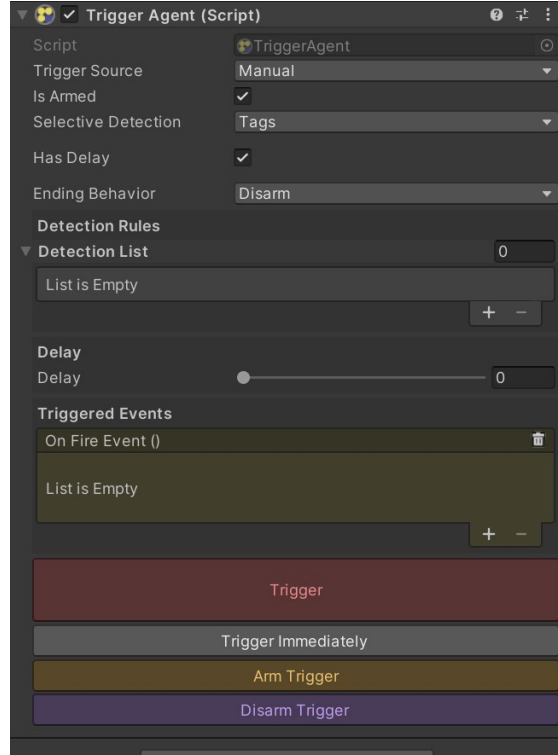 Trigger Agent (Script)
Script TriggerAgent
Trigger Source Manual
Is Armed
Selective Detection Tags
Has Delay
Ending Behavior Disarm
Detection Rules
Detection List 0
List is Empty
+ −
Delay
Delay 0
Triggered Events
On Fire Event ()
List is Empty
+ −
Trigger
Trigger Immediately
Arm Trigger
Disarm Trigger